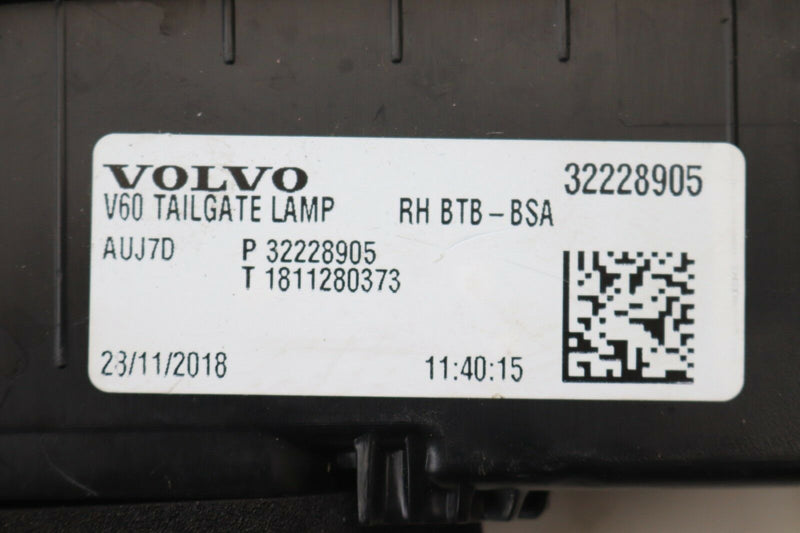 VOLVO 32228905
V60 TAILGATE LAMP RH BTB-BSA
AUJ7D P 32228905
T 1811280373
28/11/2018 11:40:15